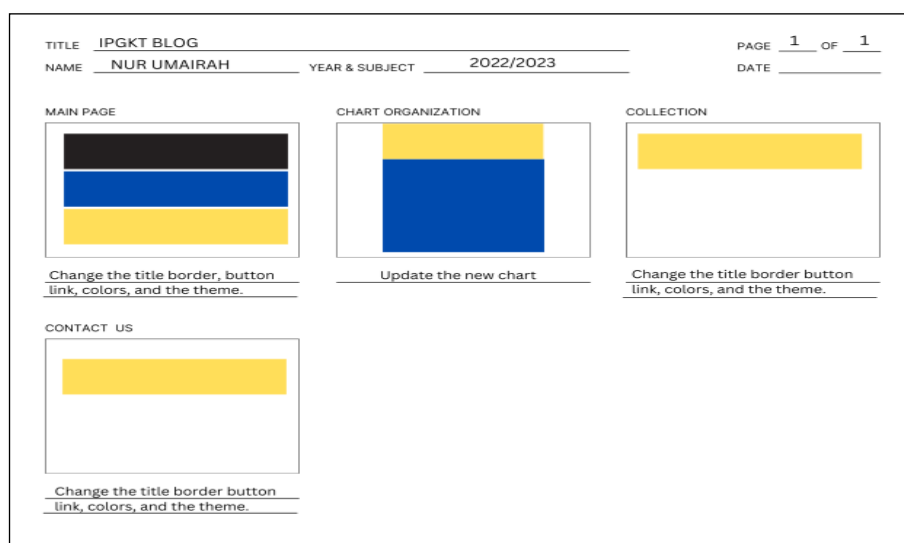 TITLE IPGKT BLOG PAGE 1 OF 1
NAME NUR UMAIRAH YEAR & SUBJECT 2022/2023 DATE
MAIN PAGE
Change the title border, button
link, colors, and the theme.
CHART ORGANIZATION
Update the new chart
COLLECTION
Change the title border button
link, colors, and the theme.
CONTACT US
Change the title border button
link, colors, and the theme.